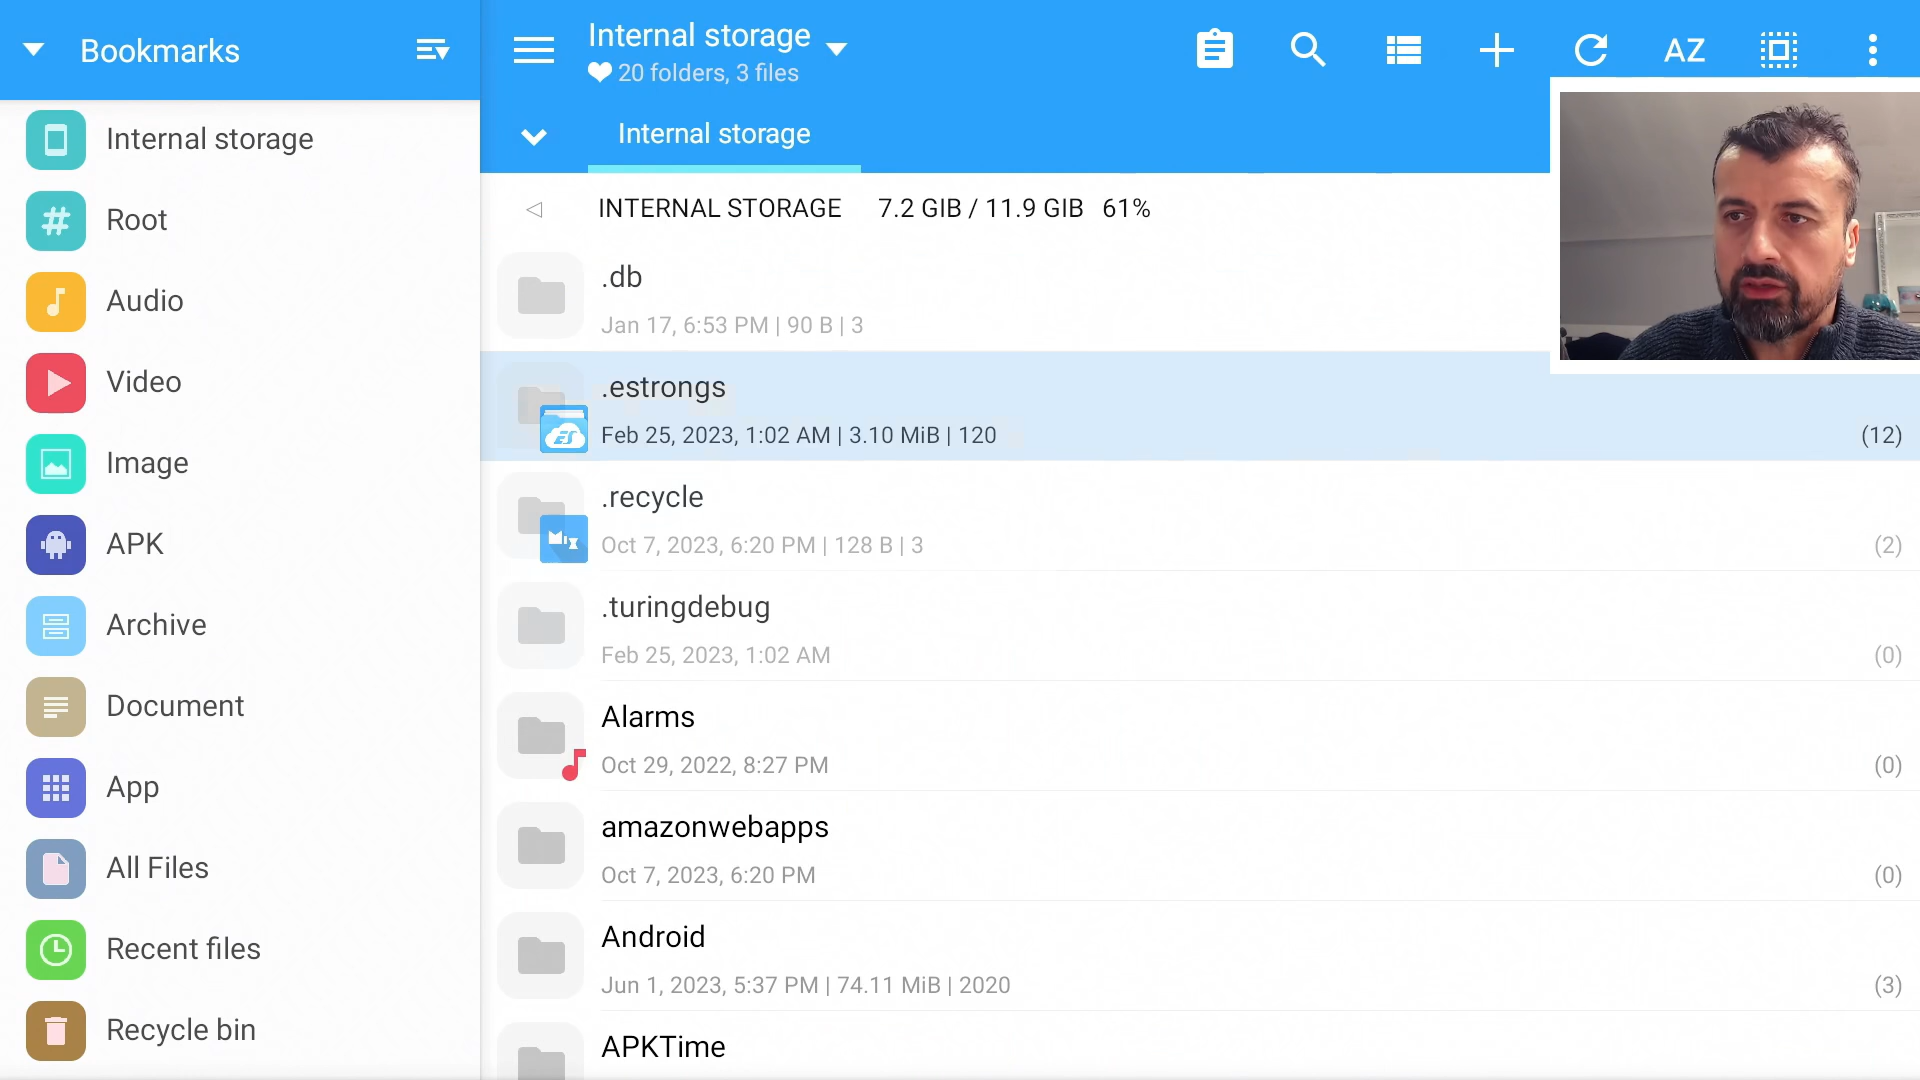 Bookmarks
Internal storage
Root
Audio
Video
Image
APK
Archive
Document
App
All Files
Recent files
Recycle bin
Internal storage
20 folders, 3 files
AZ
Internal storage
INTERNAL STORAGE 7.2 GIB / 11.9 GIB 61%
.db
Jan 17, 6:53 PM | 90 B | 3
.estrongs
ES
Feb 25, 2023, 1:02 AM | 3.10 MiB | 120 (12)
.recycle
MiX
Oct 7, 2023, 6:20 PM | 128 B | 3 (2)
.turingdebug
Feb 25, 2023, 1:02 AM (0)
Alarms
Oct 29, 2022, 8:27 PM (0)
amazonwebapps
Oct 7, 2023, 6:20 PM (0)
Android
Jun 1, 2023, 5:37 PM | 74.11 MiB | 2020 (3)
APKTime